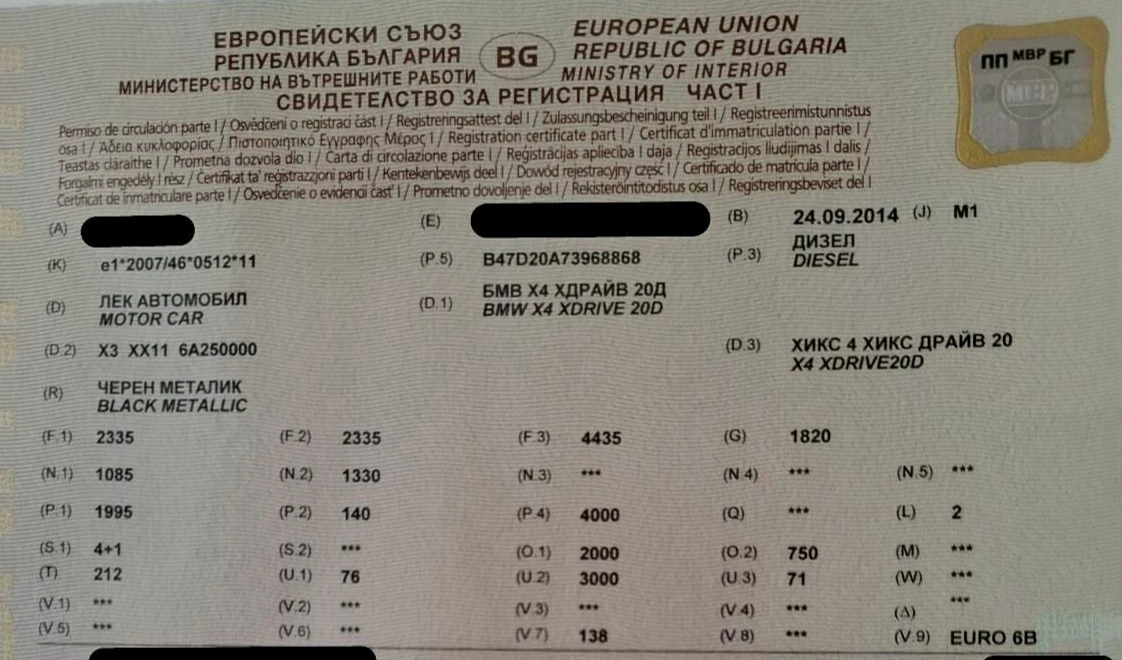 ЕВРОПЕЙСКИ СЪЮЗ
РЕПУБЛИКА БЪЛГАРИЯ
МИНИСТЕРСТВО НА ВЪТРЕШНИТЕ РАБОТИ
BG
EUROPEAN UNION
REPUBLIC OF BULGARIA
MINISTRY OF INTERIOR
СВИДЕТЕЛСТВО ЗА РЕГИСТРАЦИЯ ЧАСТ I
ПП МВР БГ
МВР
Permiso de circulación parte I / Osvědčení o registraci část I / Registreringsattest del I / Zulassungsbescheinigung teil I / Registreerimistunnistus
osa I / Άδεια κυκλοφορίας / Πιστοποιητικό Εγγραφής Μέρος I / Registration certificate part I / Certificat d'immatriculation partie I /
Teastas cláraithe I / Prometna dozvola dio I / Carta di circolazione parte I / Reģistrācijas apliecība I daļa / Registracijos liudijimas I dalis /
Forgalmi engedély I rész / Certifikat ta' reġistrazzjoni parti I / Kentekenbewijs deel I / Dowód rejestracyjny część I / Certificado de matrícula parte I /
Certificat de inmatriculare parte I / Osvedčenie o evidencii časť I / Prometno dovoljenje del I / Rekisteröintitodistus osa I / Registreringsbeviset del I
(A) (E) (B) 24.09.2014 (J) M1
(K) e1*2007/46*0512*11 (P.5) B47D20A73968868 (P.3) ДИЗЕЛ
DIESEL
(D) ЛЕК АВТОМОБИЛ (D.1) БМВ Х4 ХДРАЙВ 20Д
MOTOR CAR BMW X4 XDRIVE 20D
(D.2) X3 XX11 6A250000 (D.3) ХИКС 4 ХИКС ДРАЙВ 20
X4 XDRIVE20D
(R) ЧЕРЕН МЕТАЛИК
BLACK METALLIC
(F.1) 2335 (F.2) 2335 (F.3) 4435 (G) 1820
(N.1) 1085 (N.2) 1330 (N.3) *** (N.4) *** (N.5) ***
(P.1) 1995 (P.2) 140 (P.4) 4000 (Q) *** (L) 2
(S.1) 4+1 (S.2) *** (O.1) 2000 (O.2) 750 (M) ***
(T) 212 (U.1) 76 (U.2) 3000 (U.3) 71 (W) ***
(V.1) *** (V.2) *** (V.3) *** (V.4) *** (Δ) ***
(V.5) *** (V.6) *** (V.7) 138 (V.8) *** (V.9) EURO 6B